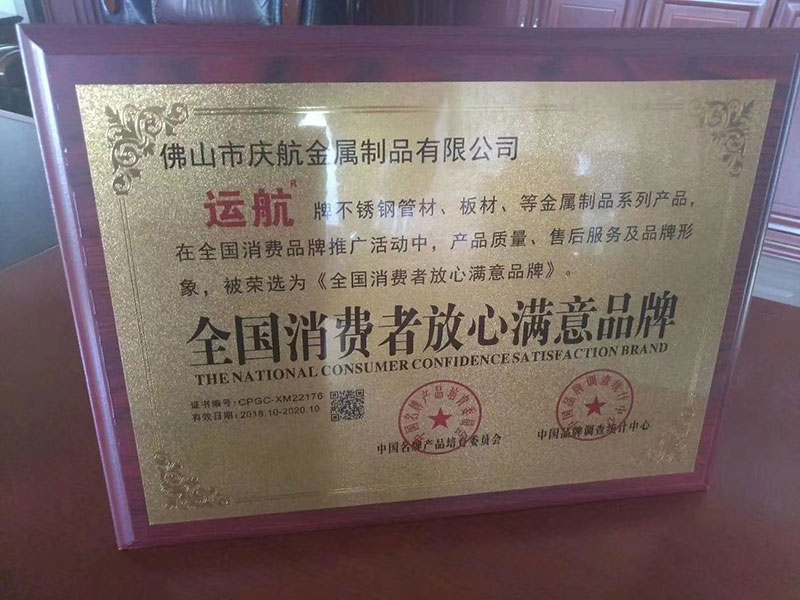 佛山市庆航金属制品有限公司
运航R 牌不锈钢管材、板材、等金属制品系列产品，
在全国消费品牌推广活动中，产品质量、售后服务及品牌形
象，被荣选为《全国消费者放心满意品牌》。
全国消费者放心满意品牌
THE NATIONAL CONSUMER CONFIDENCE SATISFACTION BRAND
证书编号：CPGC-XM22176
有效日期：2018.10-2020.10
中国名牌产品培育委员会
中国品牌调查统计中心